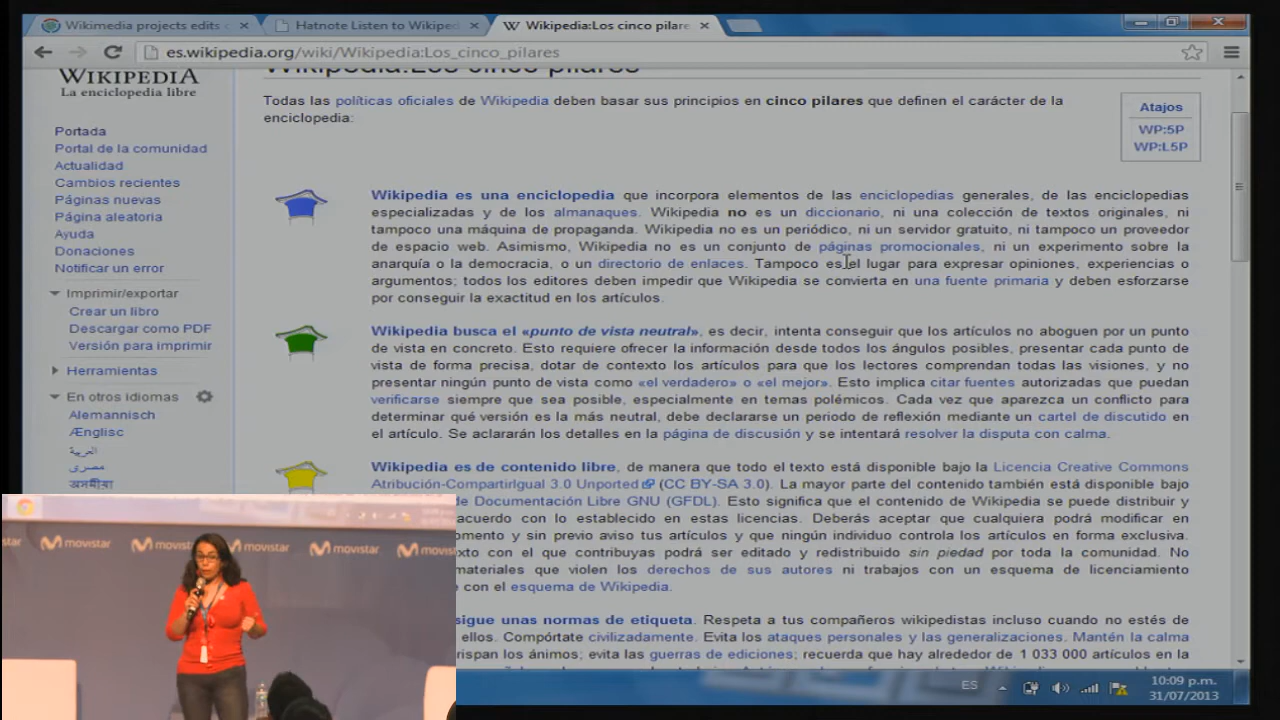 Wikimedia projects edits c
Hatnote Listen to Wikiped
Wikipedia:Los cinco pilare
es.wikipedia.org/wiki/Wikipedia:Los_cinco_pilares
WIKIPEDIA
La enciclopedia libre
Portada
Portal de la comunidad
Actualidad
Cambios recientes
Páginas nuevas
Página aleatoria
Ayuda
Donaciones
Notificar un error
Imprimir/exportar
Crear un libro
Descargar como PDF
Versión para imprimir
Herramientas
En otros idiomas
Alemannisch
Ænglisc
العربية
مصرى
অসমীয়া
Wikipedia:Los cinco pilares
Todas las políticas oficiales de Wikipedia deben basar sus principios en cinco pilares que definen el carácter de la
enciclopedia:
Atajos
WP:5P
WP:L5P
Wikipedia es una enciclopedia que incorpora elementos de las enciclopedias generales, de las enciclopedias
especializadas y de los almanaques. Wikipedia no es un diccionario, ni una colección de textos originales, ni
tampoco una máquina de propaganda. Wikipedia no es un periódico, ni un servidor gratuito, ni tampoco un proveedor
de espacio web. Asimismo, Wikipedia no es un conjunto de páginas promocionales, ni un experimento sobre la
anarquía o la democracia, o un directorio de enlaces. Tampoco es el lugar para expresar opiniones, experiencias o
argumentos; todos los editores deben impedir que Wikipedia se convierta en una fuente primaria y deben esforzarse
por conseguir la exactitud en los artículos.
Wikipedia busca el «punto de vista neutral», es decir, intenta conseguir que los artículos no aboguen por un punto
de vista en concreto. Esto requiere ofrecer la información desde todos los ángulos posibles, presentar cada punto de
vista de forma precisa, dotar de contexto los artículos para que los lectores comprendan todas las visiones, y no
presentar ningún punto de vista como «el verdadero» o «el mejor». Esto implica citar fuentes autorizadas que puedan
verificarse siempre que sea posible, especialmente en temas polémicos. Cada vez que aparezca un conflicto para
determinar qué versión es la más neutral, debe declararse un periodo de reflexión mediante un cartel de discutido en
el artículo. Se aclararán los detalles en la página de discusión y se intentará resolver la disputa con calma.
Wikipedia es de contenido libre, de manera que todo el texto está disponible bajo la Licencia Creative Commons
Atribución-CompartirIgual 3.0 Unported (CC BY-SA 3.0). La mayor parte del contenido también está disponible bajo
de Documentación Libre GNU (GFDL). Esto significa que el contenido de Wikipedia se puede distribuir y
acuerdo con lo establecido en estas licencias. Deberás aceptar que cualquiera podrá modificar en
omento y sin previo aviso tus artículos y que ningún individuo controla los artículos en forma exclusiva.
xto con el que contribuyas podrá ser editado y redistribuido sin piedad por toda la comunidad. No
materiales que violen los derechos de sus autores ni trabajos con un esquema de licenciamiento
e con el esquema de Wikipedia.
sigue unas normas de etiqueta. Respeta a tus compañeros wikipedistas incluso cuando no estés de
ellos. Compórtate civilizadamente. Evita los ataques personales y las generalizaciones. Mantén la calma
rispan los ánimos; evita las guerras de ediciones; recuerda que hay alrededor de 1 033 000 artículos en la
movistar movistar movistar movistar movistar
ES
10:09 p.m.
31/07/2013